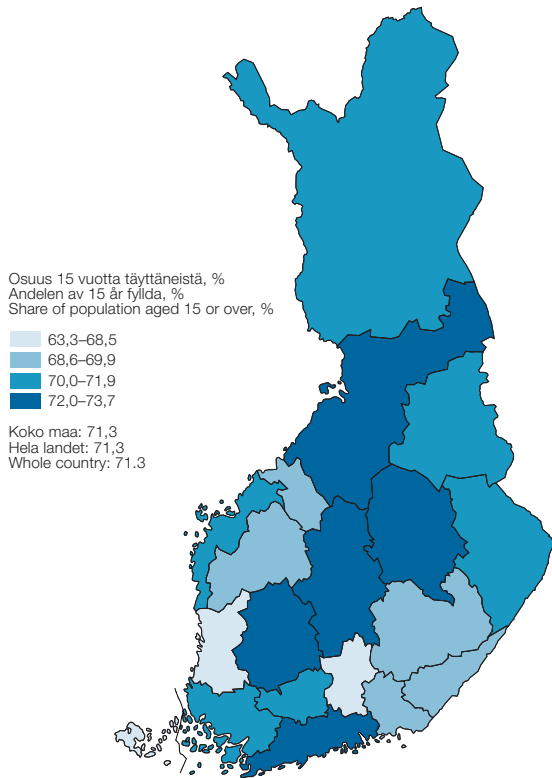 Osuus 15 vuotta täyttäneistä, %
Andelen av 15 år fyllda, %
Share of population aged 15 or over, %
63,3–68,5
68,6–69,9
70,0–71,9
72,0–73,7
Koko maa: 71,3
Hela landet: 71,3
Whole country: 71.3